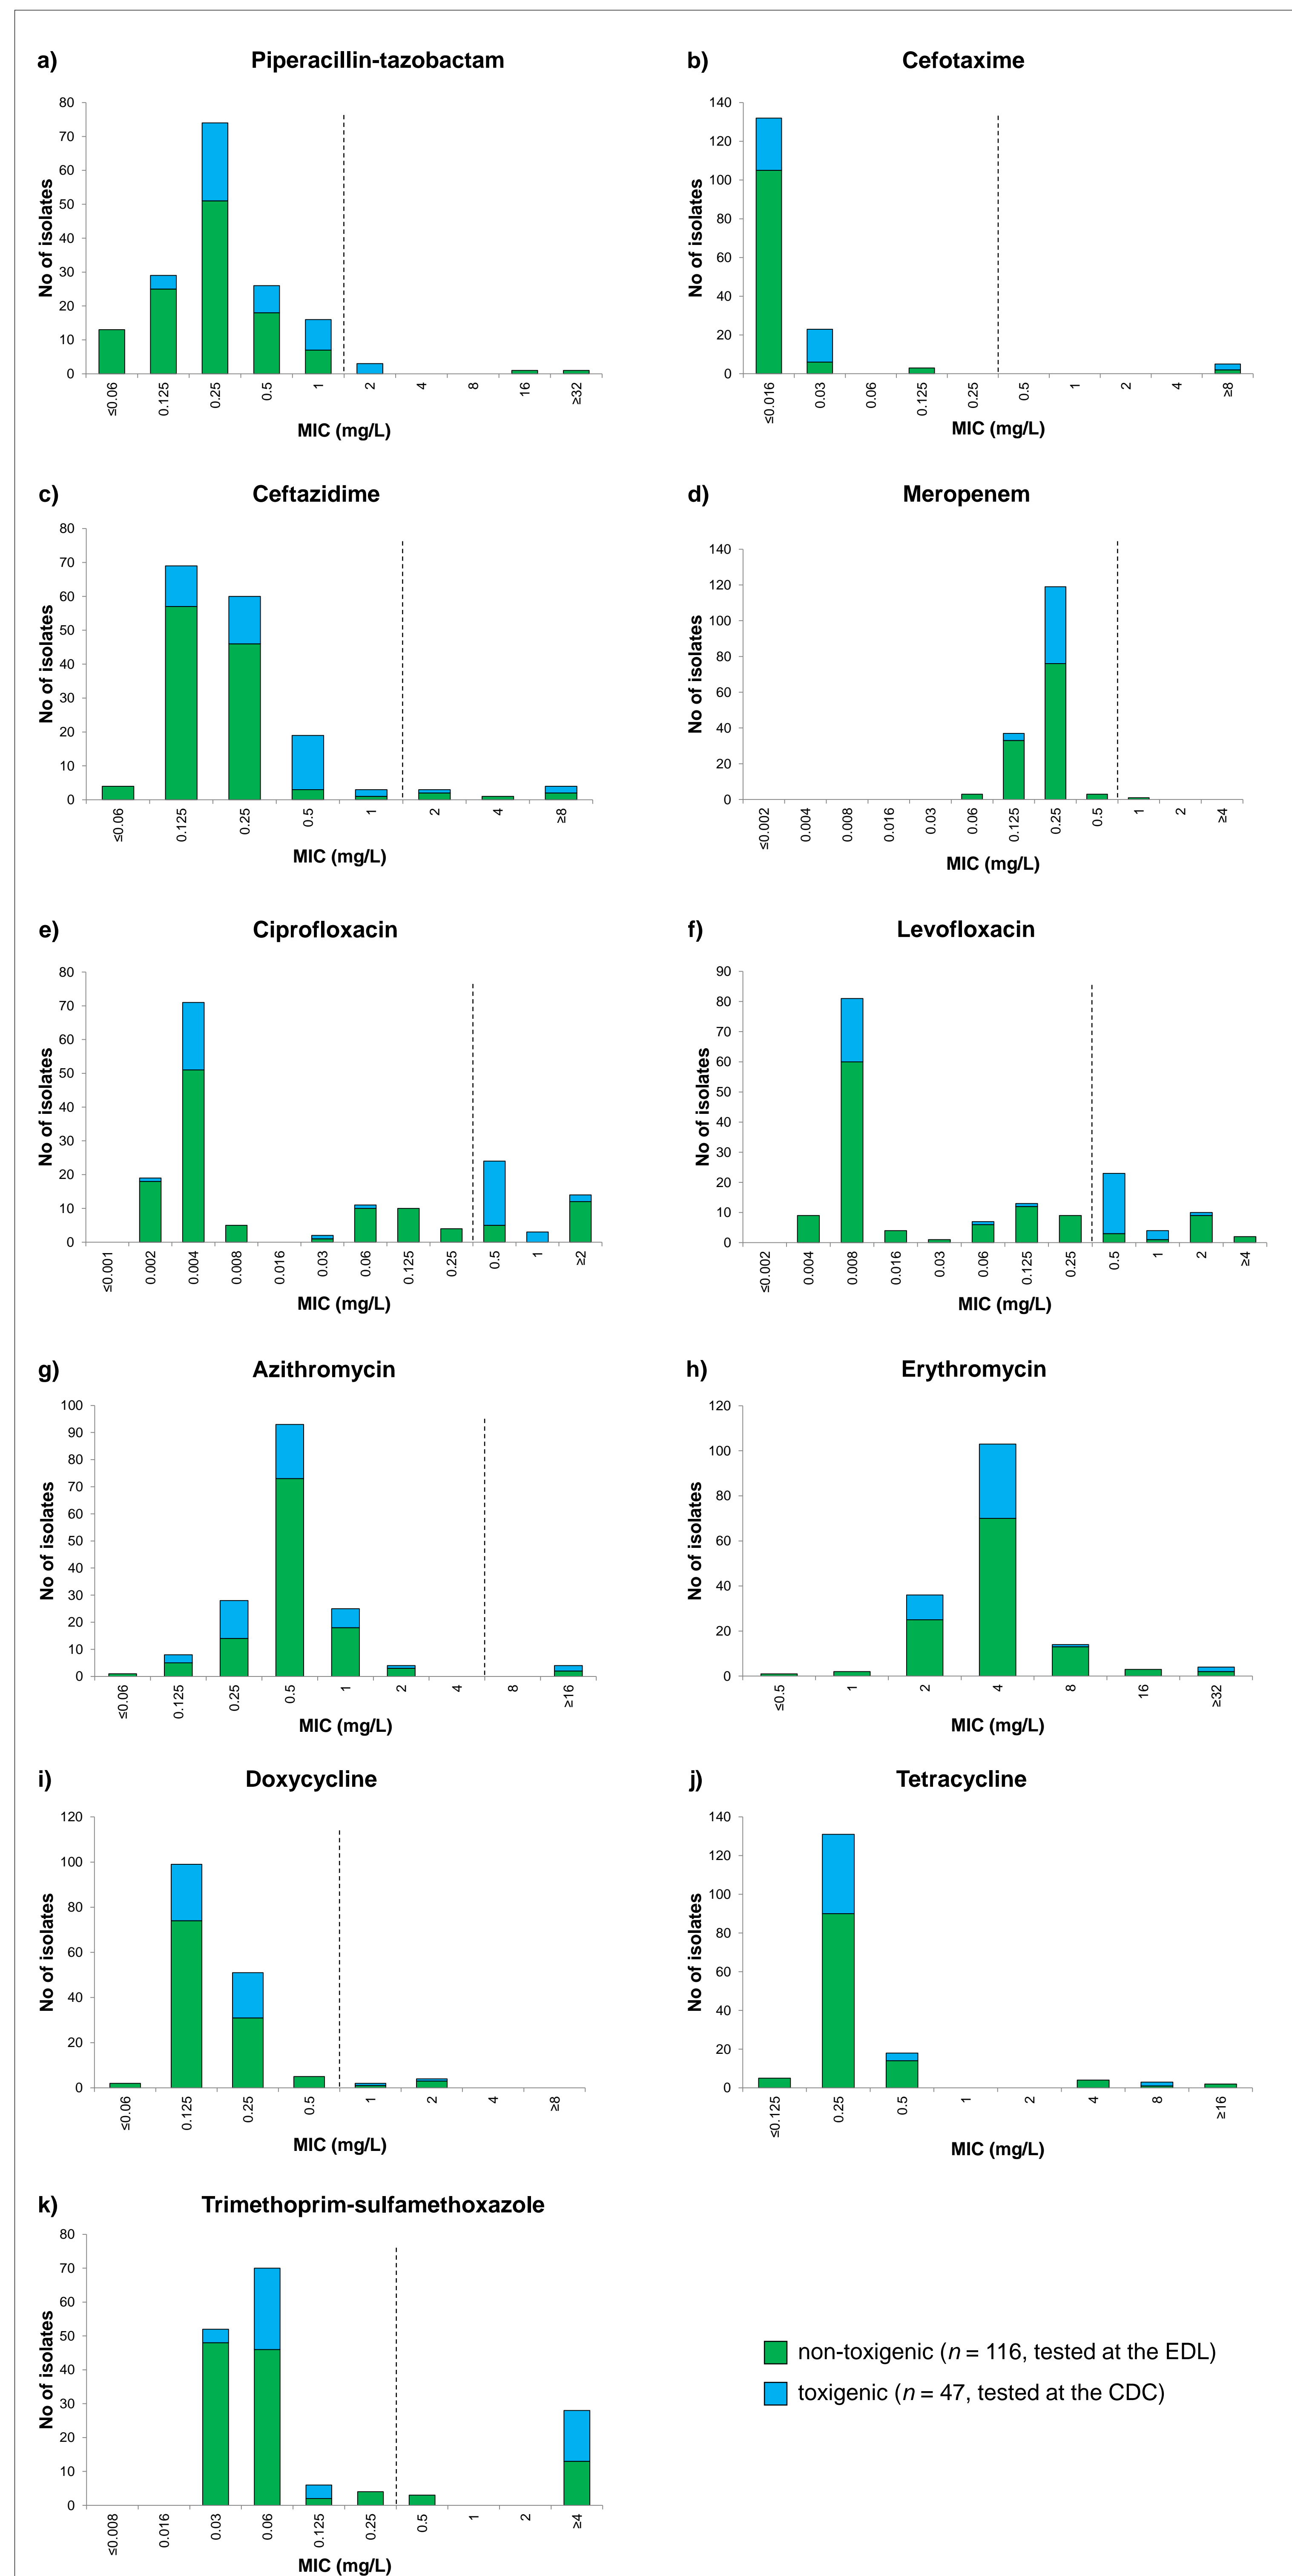 a) Piperacillin-tazobactam
80
70
60
50
40
30
20
10
0
No of isolates
≤0.06 0.125 0.25 0.5 1 2 4 8 16 ≥32
MIC (mg/L)
b) Cefotaxime
140
120
100
80
60
40
20
0
No of isolates
≤0.016 0.03 0.06 0.125 0.25 0.5 1 2 4 ≥8
MIC (mg/L)
c) Ceftazidime
80
70
60
50
40
30
20
10
0
No of isolates
≤0.06 0.125 0.25 0.5 1 2 4 ≥8
MIC (mg/L)
d) Meropenem
140
120
100
80
60
40
20
0
No of isolates
≤0.002 0.004 0.008 0.016 0.03 0.06 0.125 0.25 0.5 1 2 ≥4
MIC (mg/L)
e) Ciprofloxacin
80
70
60
50
40
30
20
10
0
No of isolates
≤0.001 0.002 0.004 0.008 0.016 0.03 0.06 0.125 0.25 0.5 1 ≥2
MIC (mg/L)
f) Levofloxacin
90
80
70
60
50
40
30
20
10
0
No of isolates
≤0.002 0.004 0.008 0.016 0.03 0.06 0.125 0.25 0.5 1 2 ≥4
MIC (mg/L)
g) Azithromycin
100
90
80
70
60
50
40
30
20
10
0
No of isolates
≤0.06 0.125 0.25 0.5 1 2 4 8 ≥16
MIC (mg/L)
h) Erythromycin
120
100
80
60
40
20
0
No of isolates
≤0.5 1 2 4 8 16 ≥32
MIC (mg/L)
i) Doxycycline
120
100
80
60
40
20
0
No of isolates
≤0.06 0.125 0.25 0.5 1 2 4 ≥8
MIC (mg/L)
j) Tetracycline
140
120
100
80
60
40
20
0
No of isolates
≤0.125 0.25 0.5 1 2 4 8 ≥16
MIC (mg/L)
k) Trimethoprim-sulfamethoxazole
80
70
60
50
40
30
20
10
0
No of isolates
≤0.008 0.016 0.03 0.06 0.125 0.25 0.5 1 2 ≥4
MIC (mg/L)
non-toxigenic (n = 116, tested at the EDL)
toxigenic (n = 47, tested at the CDC)